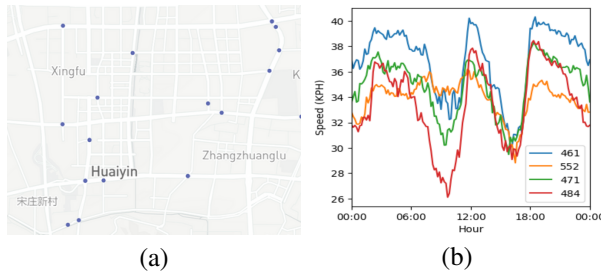 Xingfu
K
Zhangzhuanglu
Huaiyin
宋庄新村
(a)
40
38
36
34
32
30
28
26
Speed (KPH)
461
552
471
484
00:00 06:00 12:00 18:00 00:00
Hour
(b)